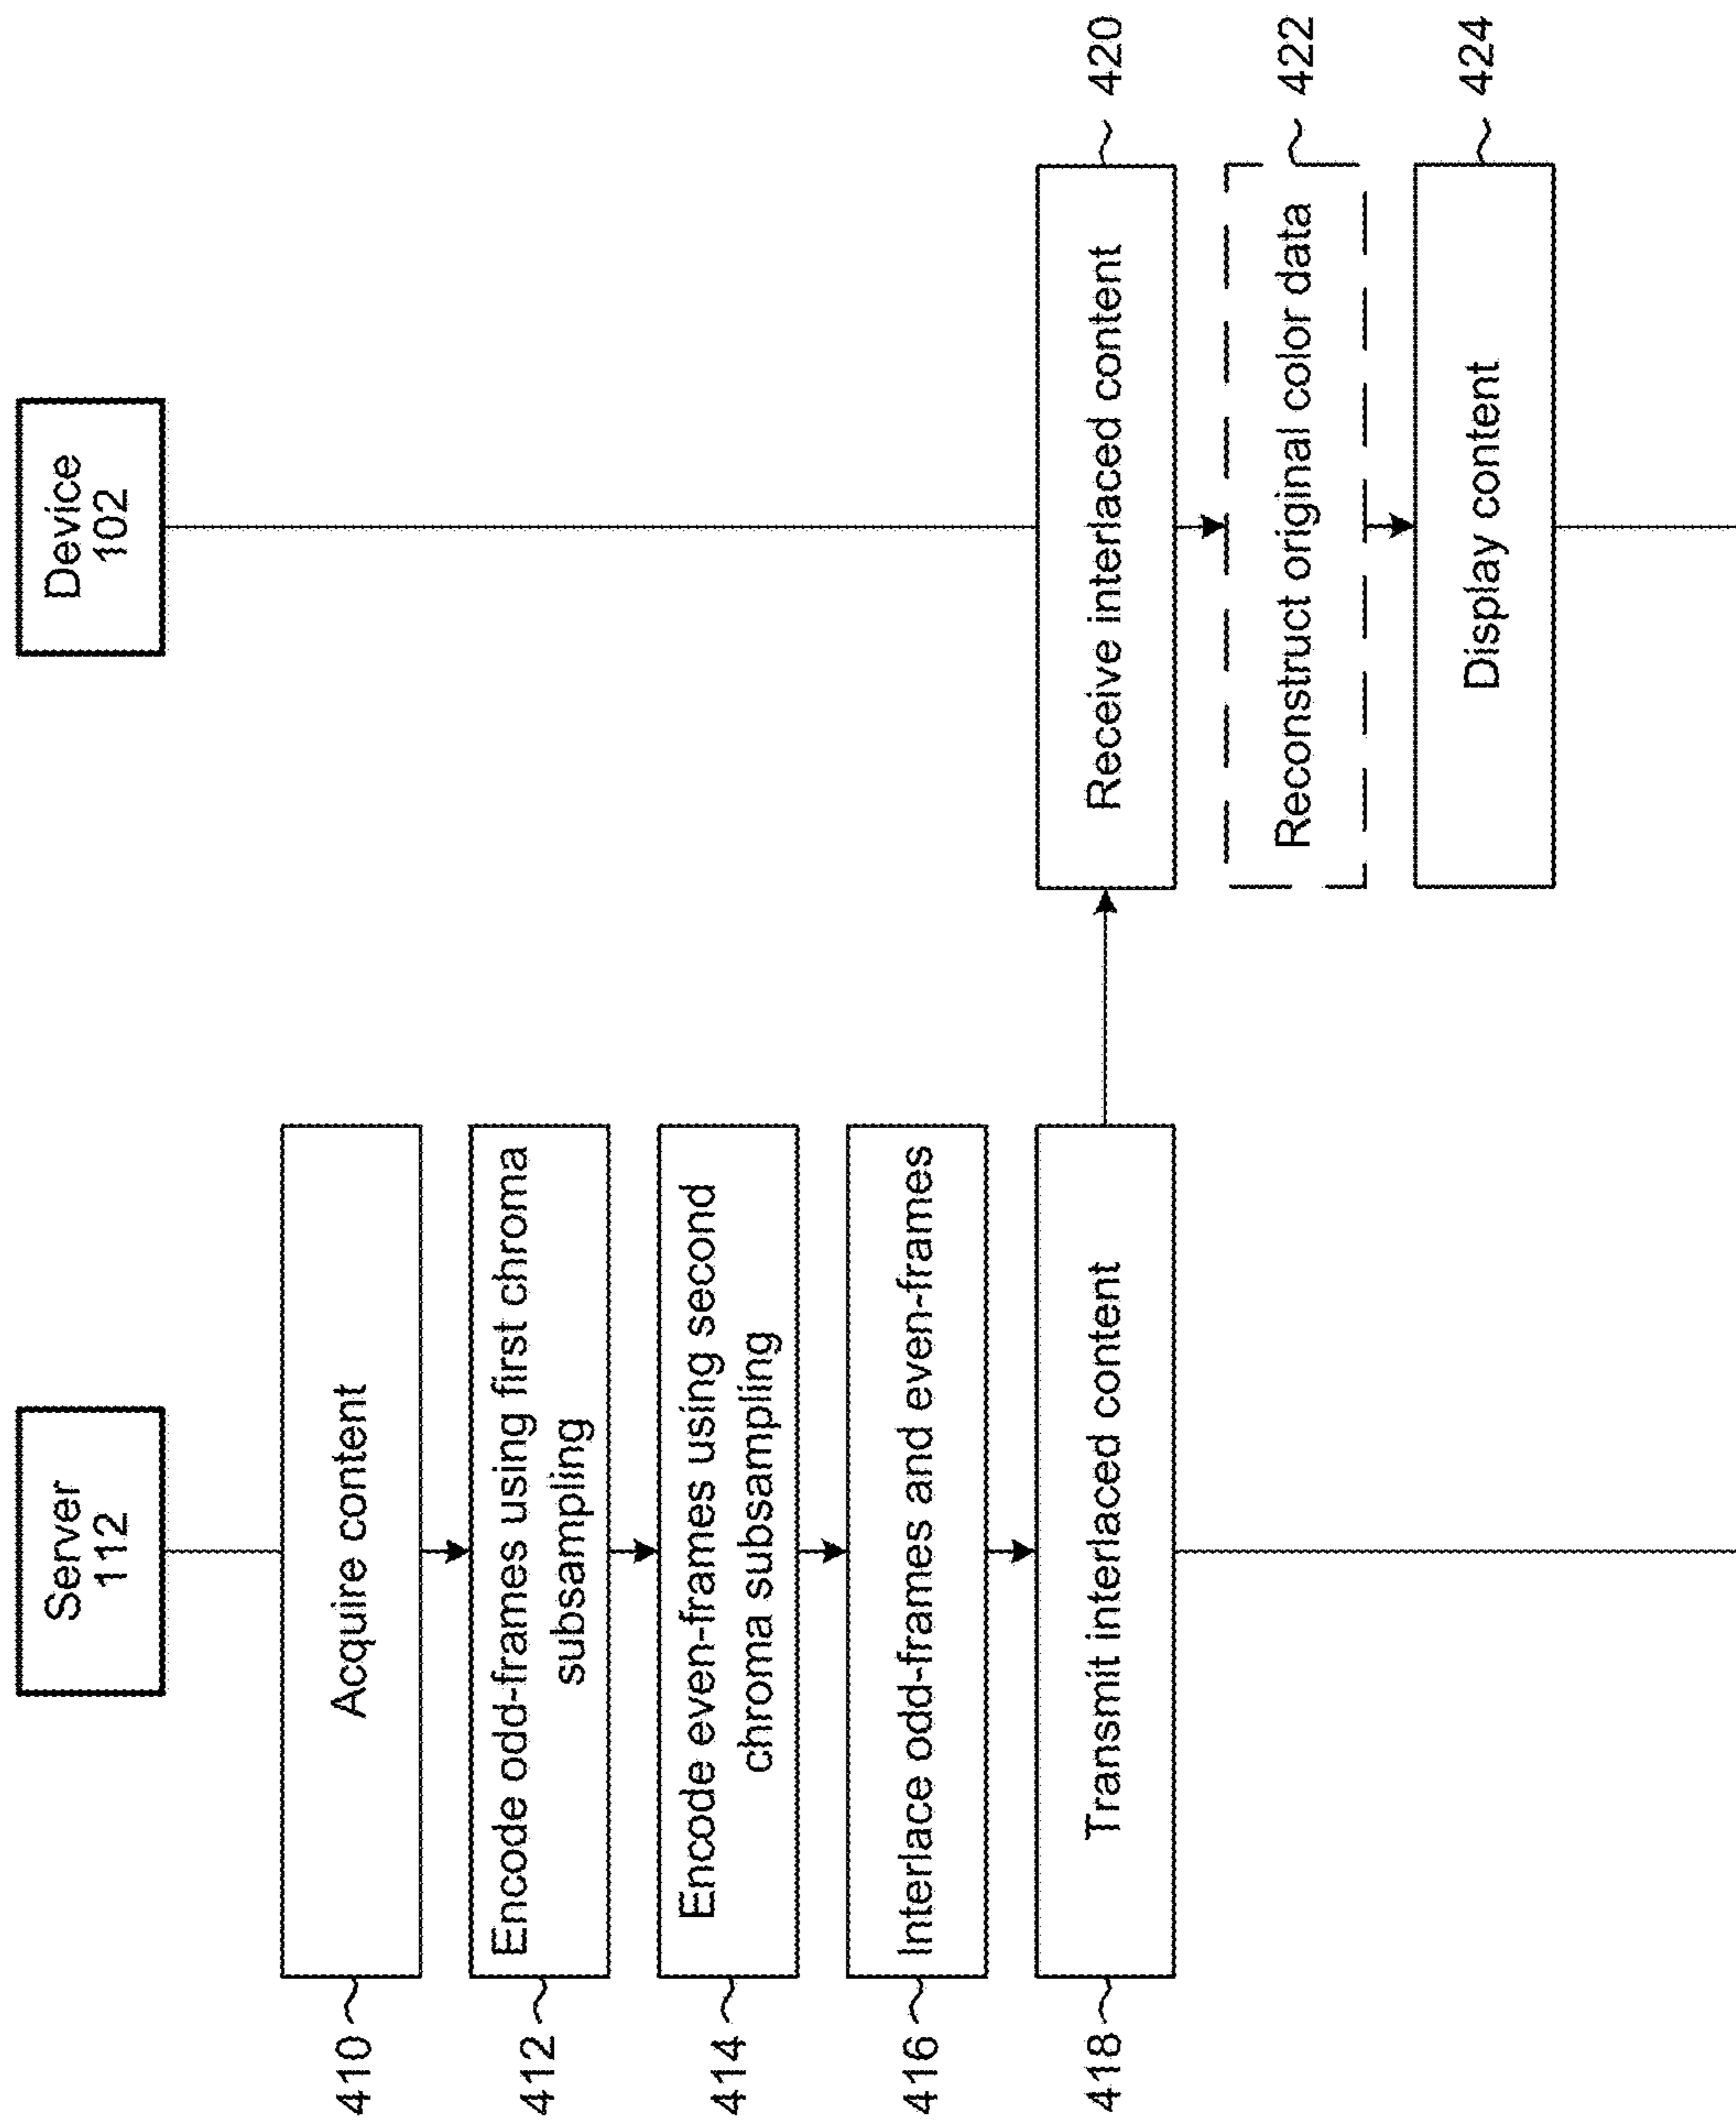 Server
112
Device
102
410
Acquire content
412
Encode odd-frames using first chroma
subsampling
414
Encode even-frames using second
chroma subsampling
416
Interlace odd-frames and even-frames
418
Transmit interlaced content
Receive interlaced content
420
Reconstruct original color data
422
Display content
424